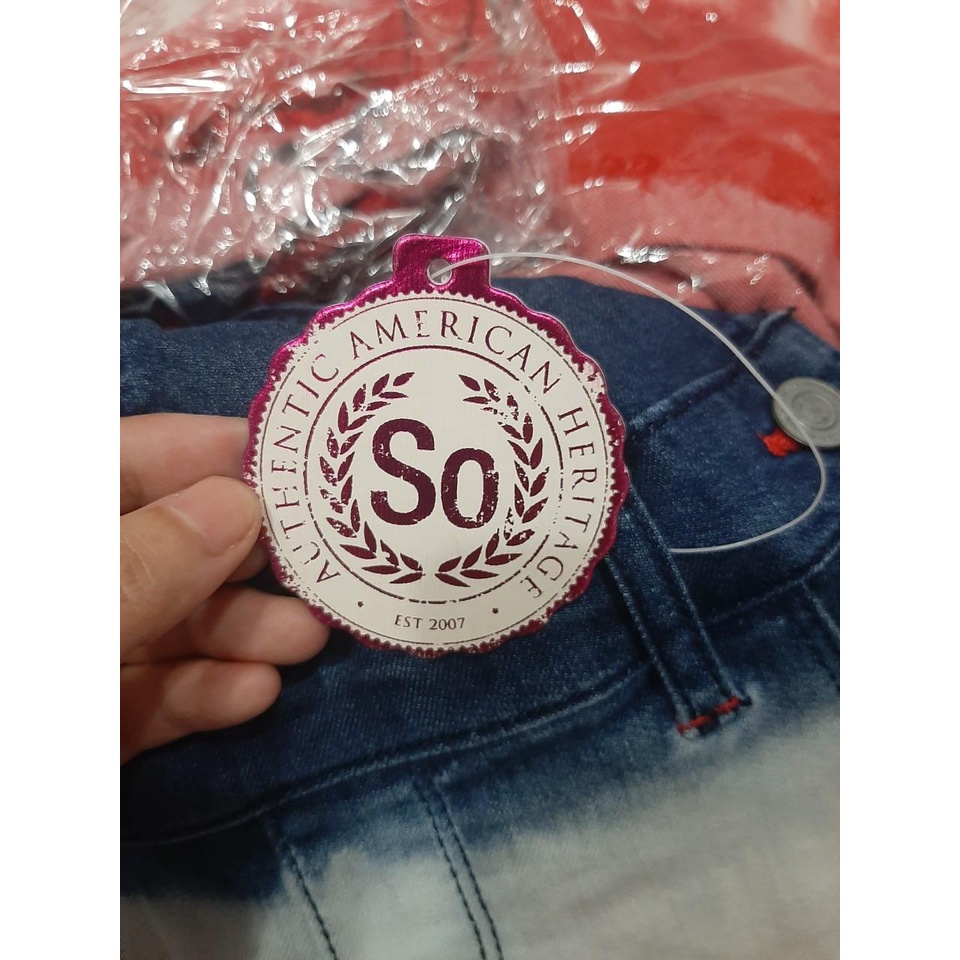 AUTHENTIC AMERICAN HERITAGE
So
EST 2007